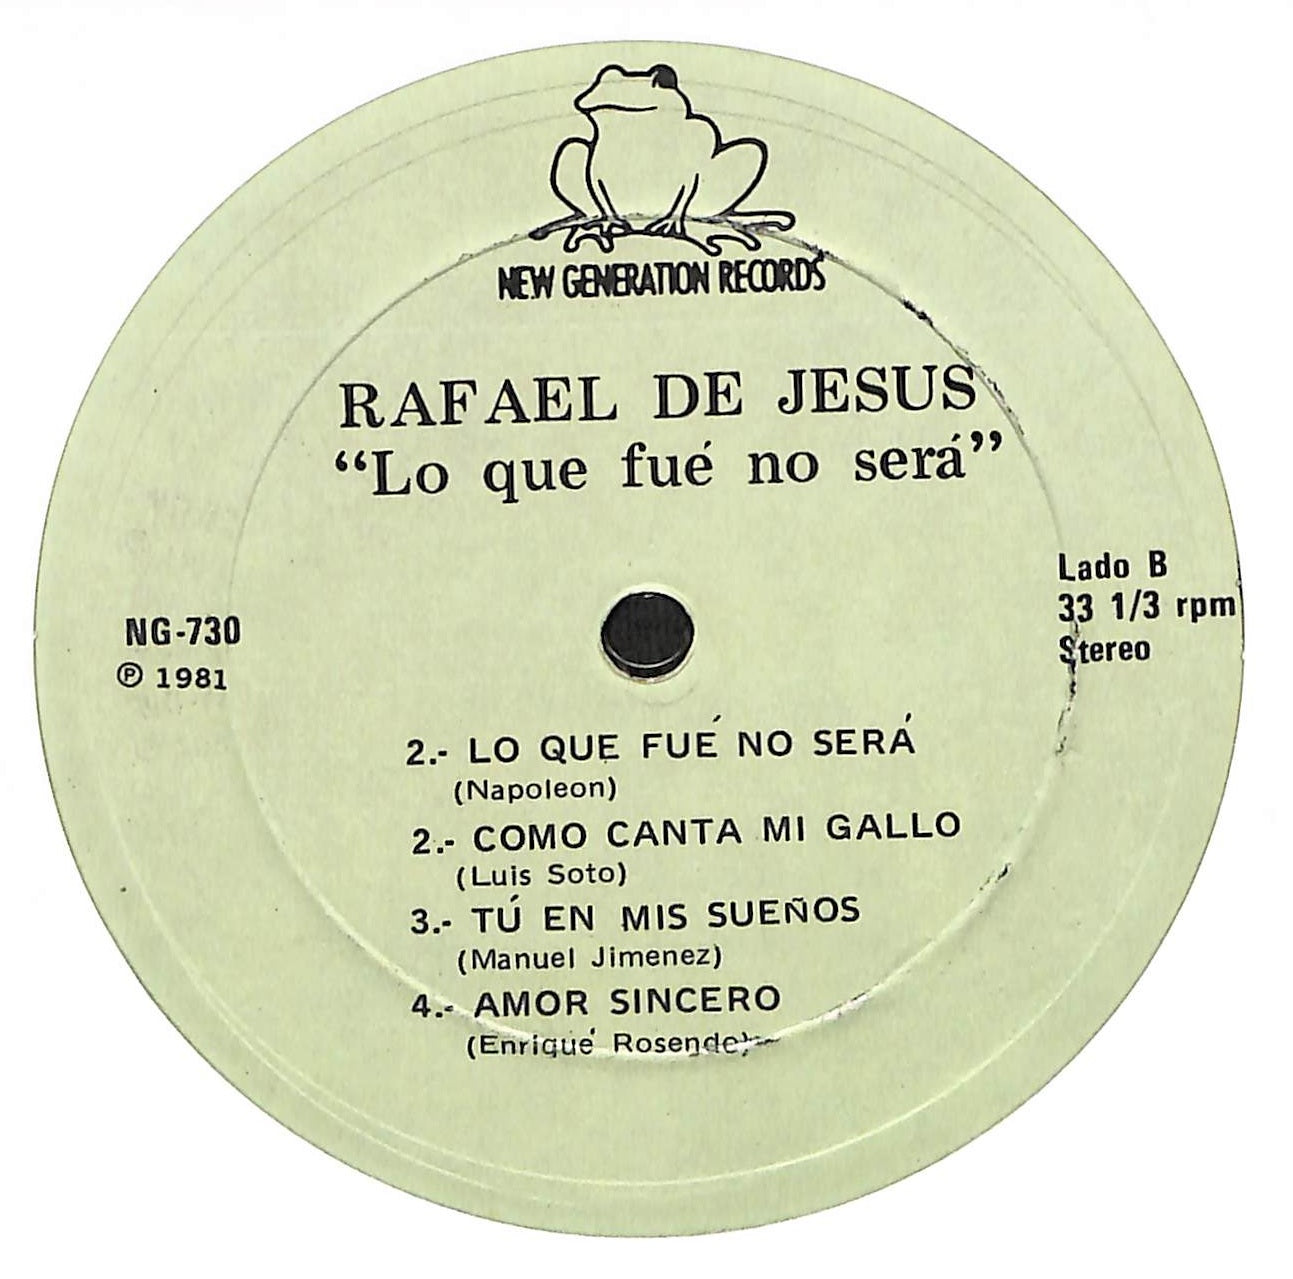 NEW GENERATION RECORDS
RAFAEL DE JESUS
“Lo que fué no será”
Lado B
33 1/3 rpm
Stereo
NG-730
℗ 1981
2.- LO QUE FUÉ NO SERÁ
(Napoleon)
2.- COMO CANTA MI GALLO
(Luis Soto)
3.- TÚ EN MIS SUEÑOS
(Manuel Jimenez)
4.- AMOR SINCERO
(Enriqué Rosende)